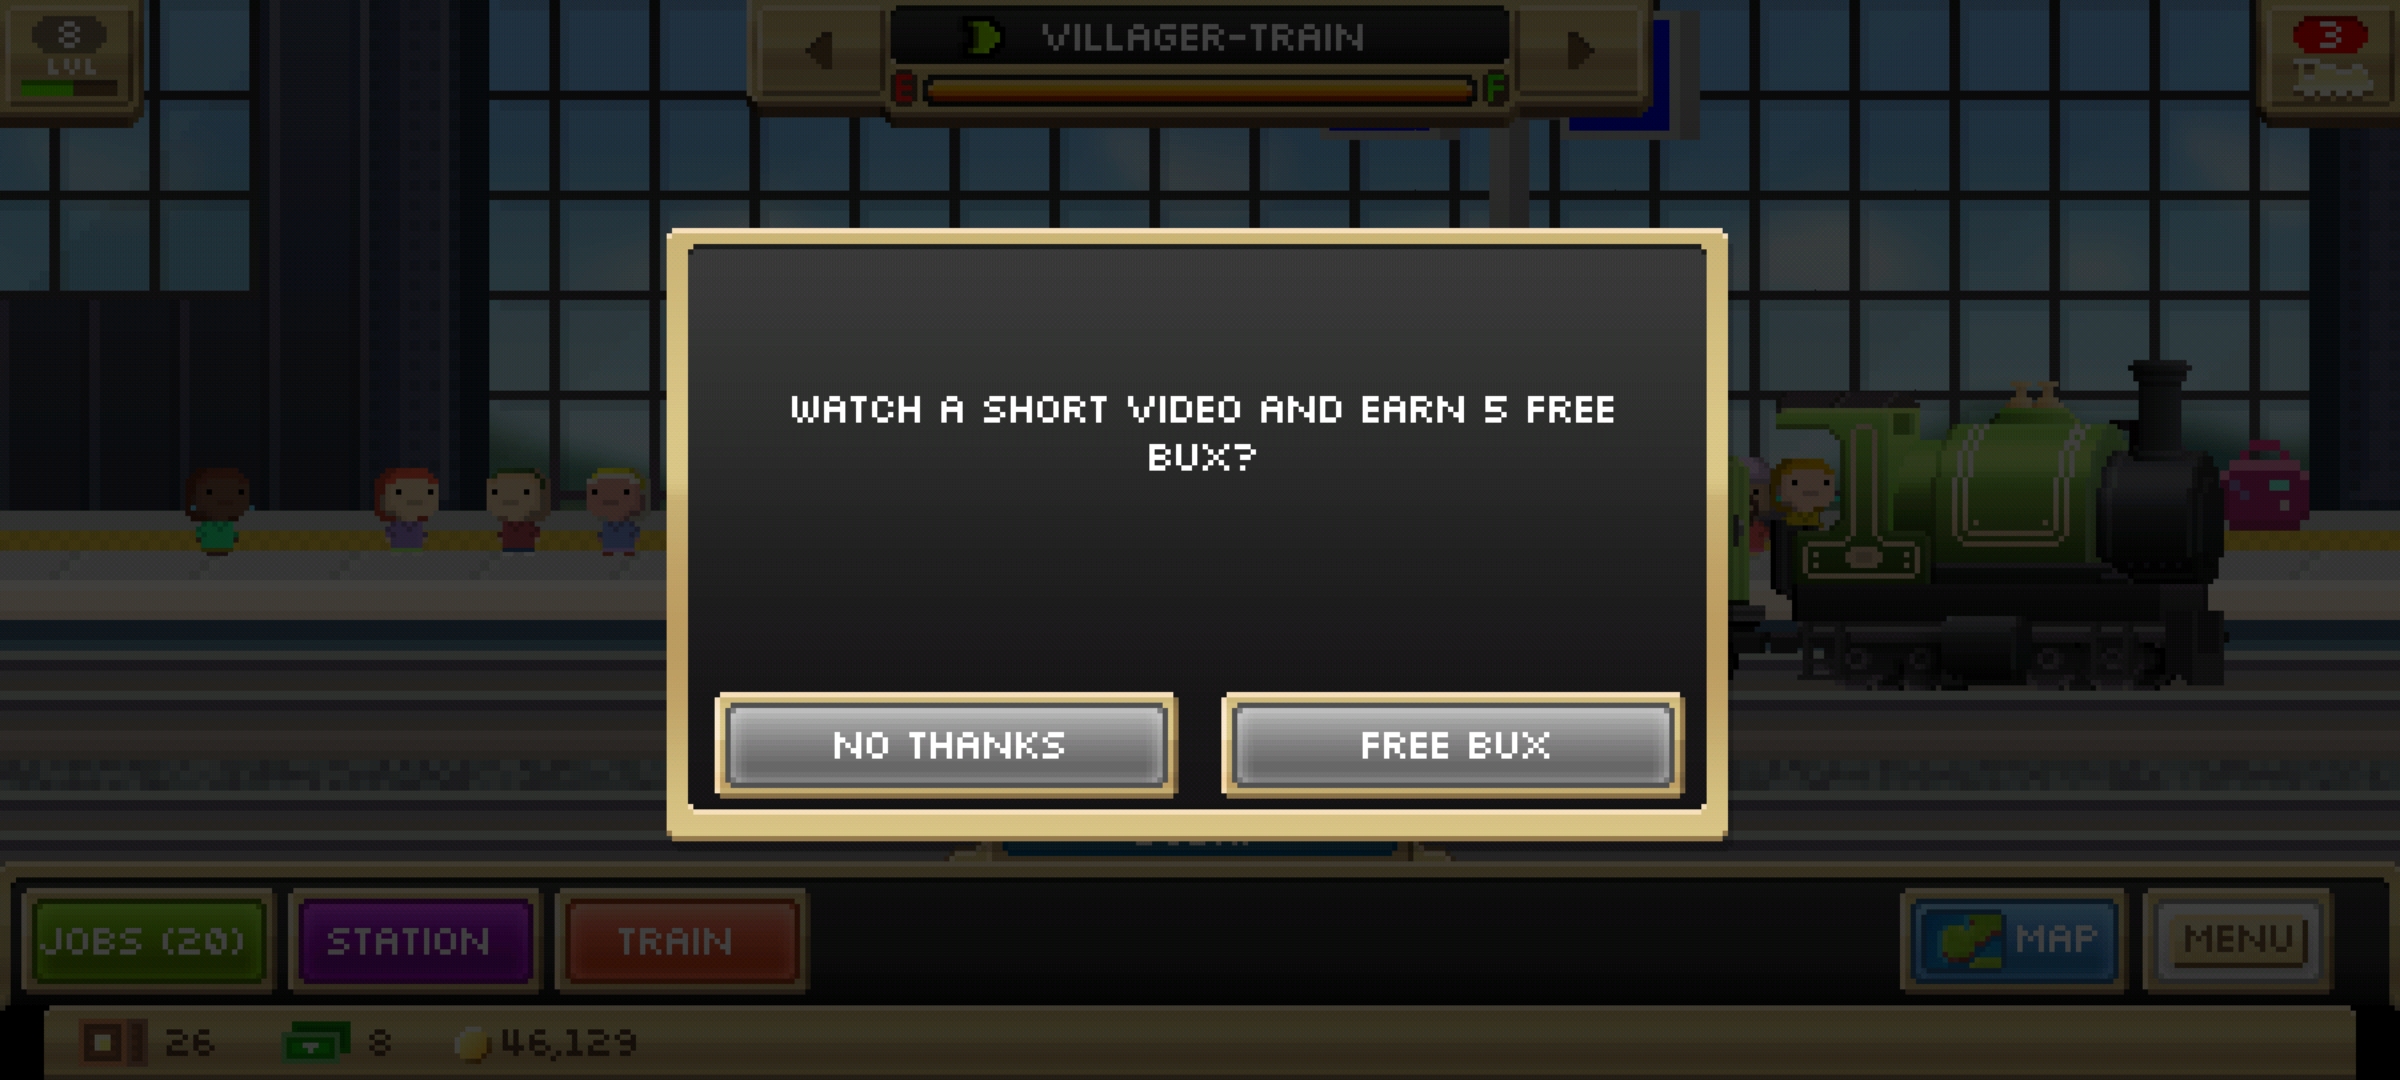 8
LVL
VILLAGER-TRAIN
E F
3
WATCH A SHORT VIDEO AND EARN 5 FREE
BUX?
NO THANKS
FREE BUX
JOBS (20)
STATION
TRAIN
MAP
MENU
26
8
46,129